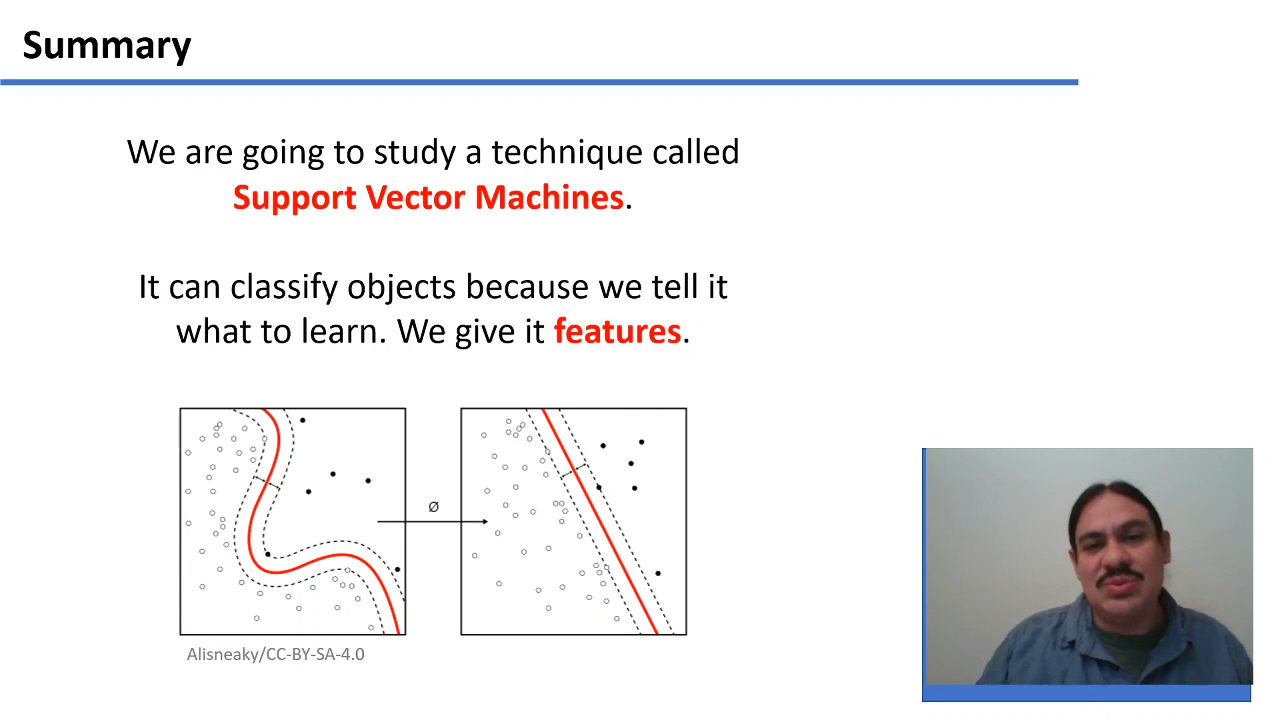 Summary
We are going to study a technique called
Support Vector Machines.
It can classify objects because we tell it
what to learn. We give it features.
Ø
Alisneaky/CC-BY-SA-4.0